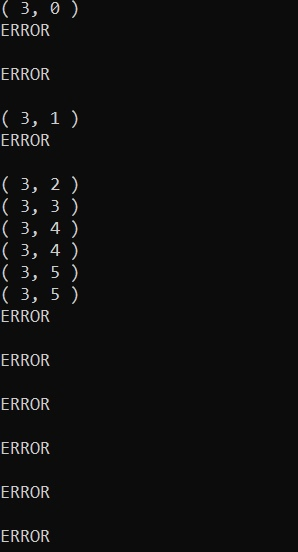 ( 3, 0 )
ERROR
ERROR
( 3, 1 )
ERROR
( 3, 2 )
( 3, 3 )
( 3, 4 )
( 3, 4 )
( 3, 5 )
( 3, 5 )
ERROR
ERROR
ERROR
ERROR
ERROR
ERROR